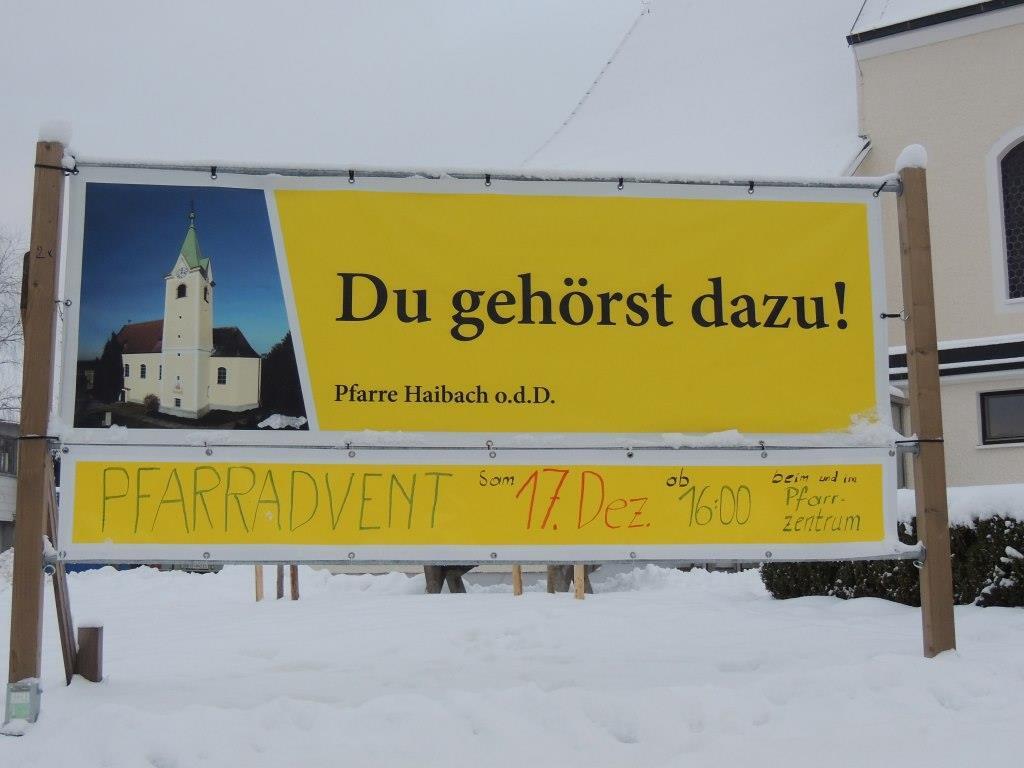 Du gehörst dazu!
Pfarre Haibach o.d.D.
PFARRADVENT Sam 17. Dez. ab 16:00 beim und im
Pfarr-
zentrum